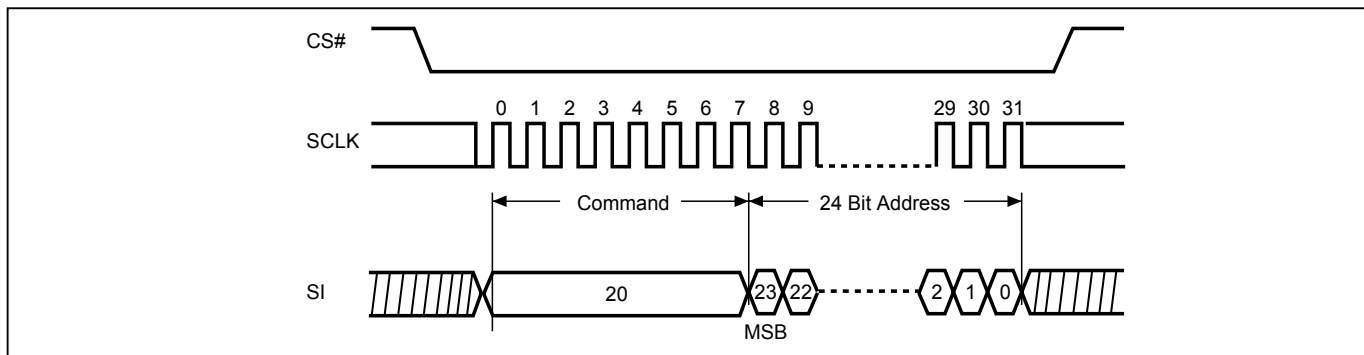 CS#
0 1 2 3 4 5 6 7 8 9 29 30 31
SCLK
Command 24 Bit Address
SI 20 23 22 2 1 0
MSB